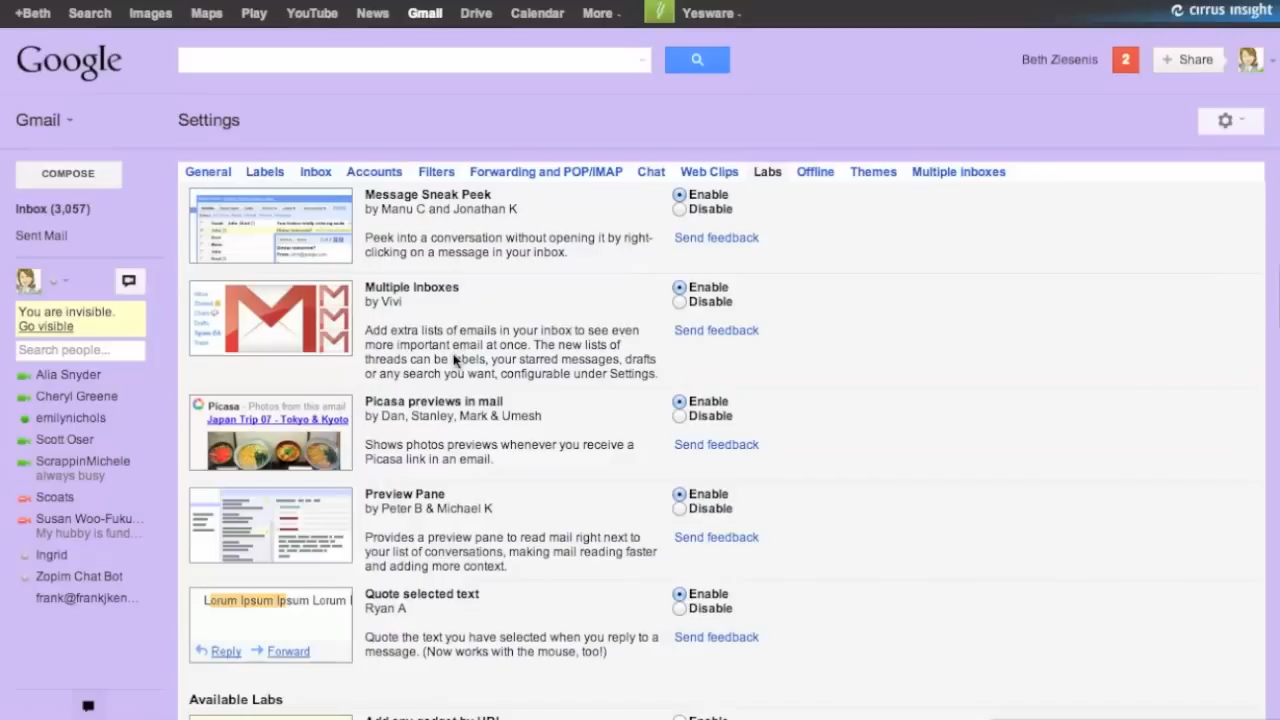 +Beth Search Images Maps Play YouTube News Gmail Drive Calendar More Yesware cirrus insight
Google Beth Ziesenis 2 + Share
Gmail Settings
COMPOSE
Inbox (3,057)
Sent Mail
You are invisible.
Go visible
Search people...
Alia Snyder
Cheryl Greene
emilynichols
Scott Oser
ScrappinMichele
always busy
Scoats
Susan Woo-Fuku...
My hubby is fund...
Ingrid
Zopim Chat Bot
frank@frankjken...
General Labels Inbox Accounts Filters Forwarding and POP/IMAP Chat Web Clips Labs Offline Themes Multiple inboxes
Message Sneak Peek
by Manu C and Jonathan K
Peek into a conversation without opening it by right-
clicking on a message in your inbox.
Enable
Disable
Send feedback
Multiple Inboxes
by Vivi
Add extra lists of emails in your inbox to see even
more important email at once. The new lists of
threads can be labels, your starred messages, drafts
or any search you want, configurable under Settings.
Enable
Disable
Send feedback
Picasa - Photos from this email
Japan Trip 07 - Tokyo & Kyoto
Picasa previews in mail
by Dan, Stanley, Mark & Umesh
Shows photos previews whenever you receive a
Picasa link in an email.
Enable
Disable
Send feedback
Preview Pane
by Peter B & Michael K
Provides a preview pane to read mail right next to
your list of conversations, making mail reading faster
and adding more context.
Enable
Disable
Send feedback
Lorum Ipsum Ipsum Lorum
Reply Forward
Quote selected text
Ryan A
Quote the text you have selected when you reply to a
message. (Now works with the mouse, too!)
Enable
Disable
Send feedback
Available Labs
Add any gadget by URL Enable